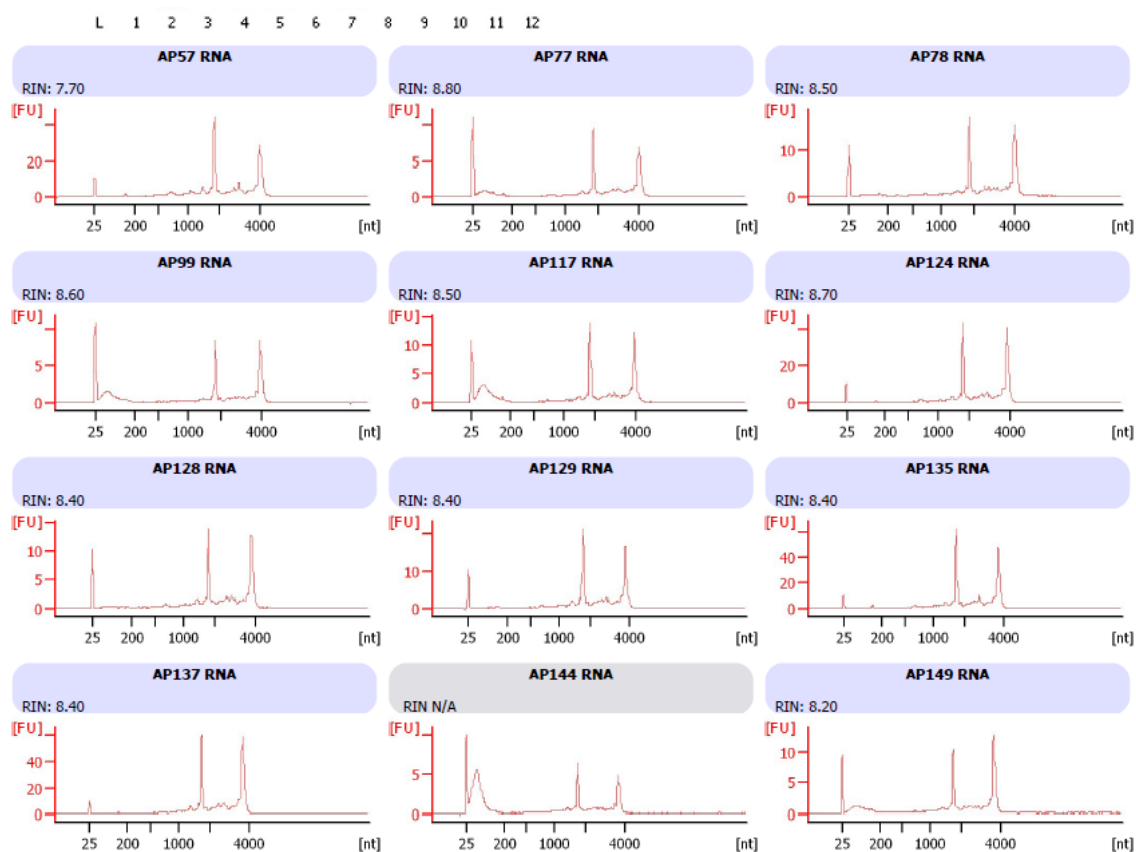 L 1 2 3 4 5 6 7 8 9 10 11 12
AP57 RNA AP77 RNA AP78 RNA
RIN: 7.70 RIN: 8.80 RIN: 8.50
[FU] [FU] [FU]
20 5 10
0 0 0
25 200 1000 4000 [nt] 25 200 1000 4000 [nt] 25 200 1000 4000 [nt]
AP99 RNA AP117 RNA AP124 RNA
RIN: 8.60 RIN: 8.50 RIN: 8.70
[FU] [FU] [FU]
10
5 5 20
0 0 0
25 200 1000 4000 [nt] 25 200 1000 4000 [nt] 25 200 1000 4000 [nt]
AP128 RNA AP129 RNA AP135 RNA
RIN: 8.40 RIN: 8.40 RIN: 8.40
[FU] [FU] [FU]
10 40
5 10 20
0 0 0
25 200 1000 4000 [nt] 25 200 1000 4000 [nt] 25 200 1000 4000 [nt]
AP137 RNA AP144 RNA AP149 RNA
RIN: 8.40 RIN N/A RIN: 8.20
[FU] [FU] [FU]
40 10
20 5 5
0 0 0
25 200 1000 4000 [nt] 25 200 1000 4000 [nt] 25 200 1000 4000 [nt]